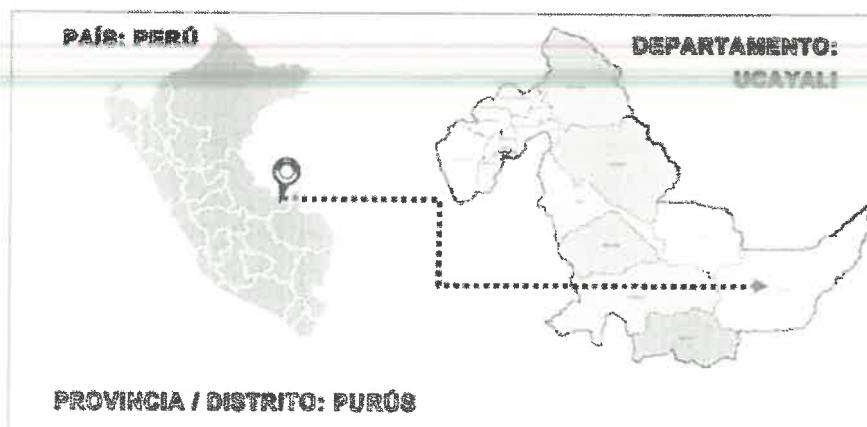 PAÍS: PERÚ
DEPARTAMENTO:
UCAYALI
PROVINCIA / DISTRITO: PURÚS